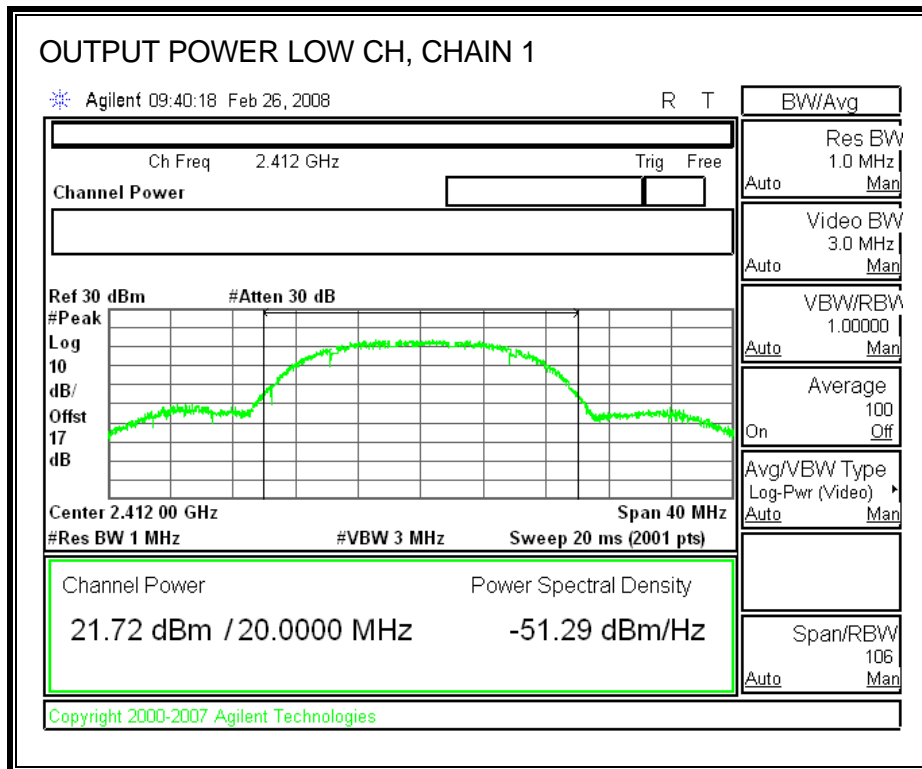 OUTPUT POWER LOW CH, CHAIN 1
Agilent 09:40:18 Feb 26, 2008 R T
Ch Freq 2.412 GHz Trig Free
Channel Power
Ref 30 dBm #Atten 30 dB
#Peak
Log
10
dB/
Offst
17
dB
Center 2.412 00 GHz Span 40 MHz
#Res BW 1 MHz #VBW 3 MHz Sweep 20 ms (2001 pts)
Channel Power Power Spectral Density
21.72 dBm / 20.0000 MHz -51.29 dBm/Hz
Copyright 2000-2007 Agilent Technologies
BW/Avg
Res BW
1.0 MHz
Auto Man
Video BW
3.0 MHz
Auto Man
VBW/RBW
1.00000
Auto Man
Average
100
On Off
Avg/VBW Type
Log-Pwr (Video)
Auto Man
Span/RBW
106
Auto Man